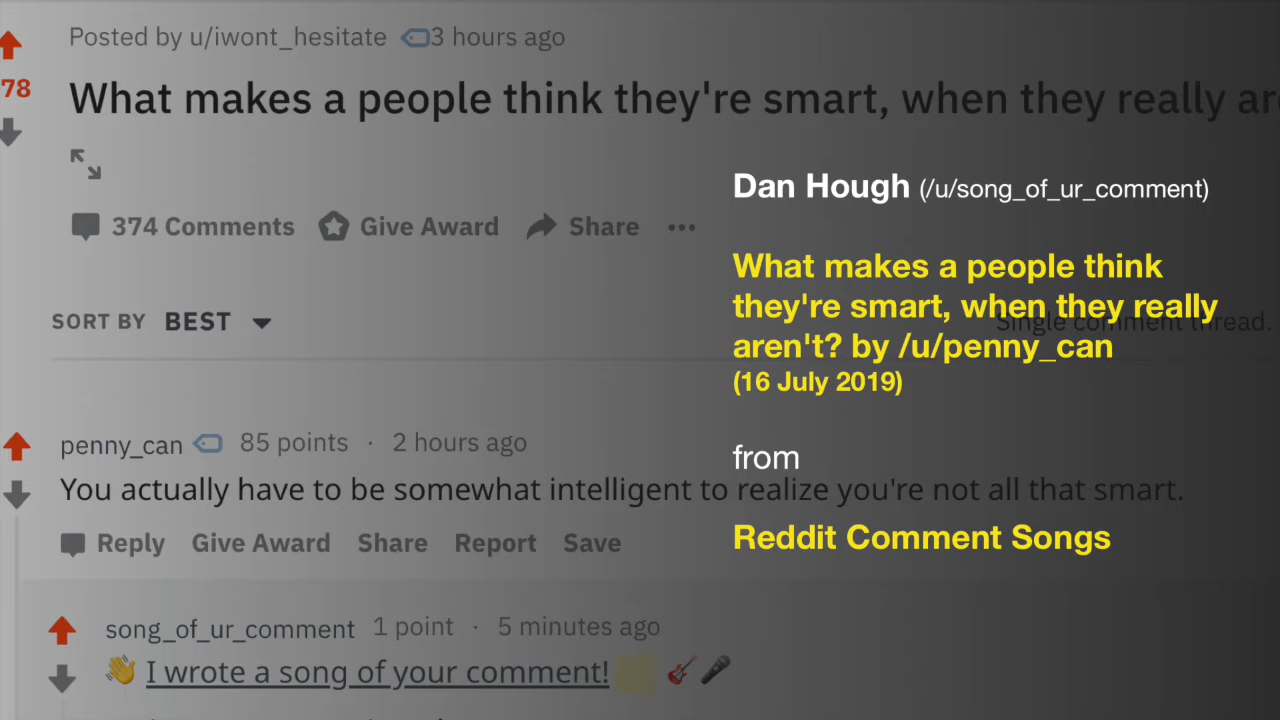 Posted by u/iwont_hesitate 3 hours ago
78
What makes a people think they're smart, when they really
374 Comments Give Award Share
SORT BY BEST
Single comment thread.
penny_can 85 points · 2 hours ago
You actually have to be somewhat intelligent to realize you're not all that smart.
Reply Give Award Share Report Save
song_of_ur_comment 1 point · 5 minutes ago
👋 I wrote a song of your comment! 🎸🎤
Dan Hough (/u/song_of_ur_comment)
What makes a people think
they're smart, when they really
aren't? by /u/penny_can
(16 July 2019)
from
Reddit Comment Songs